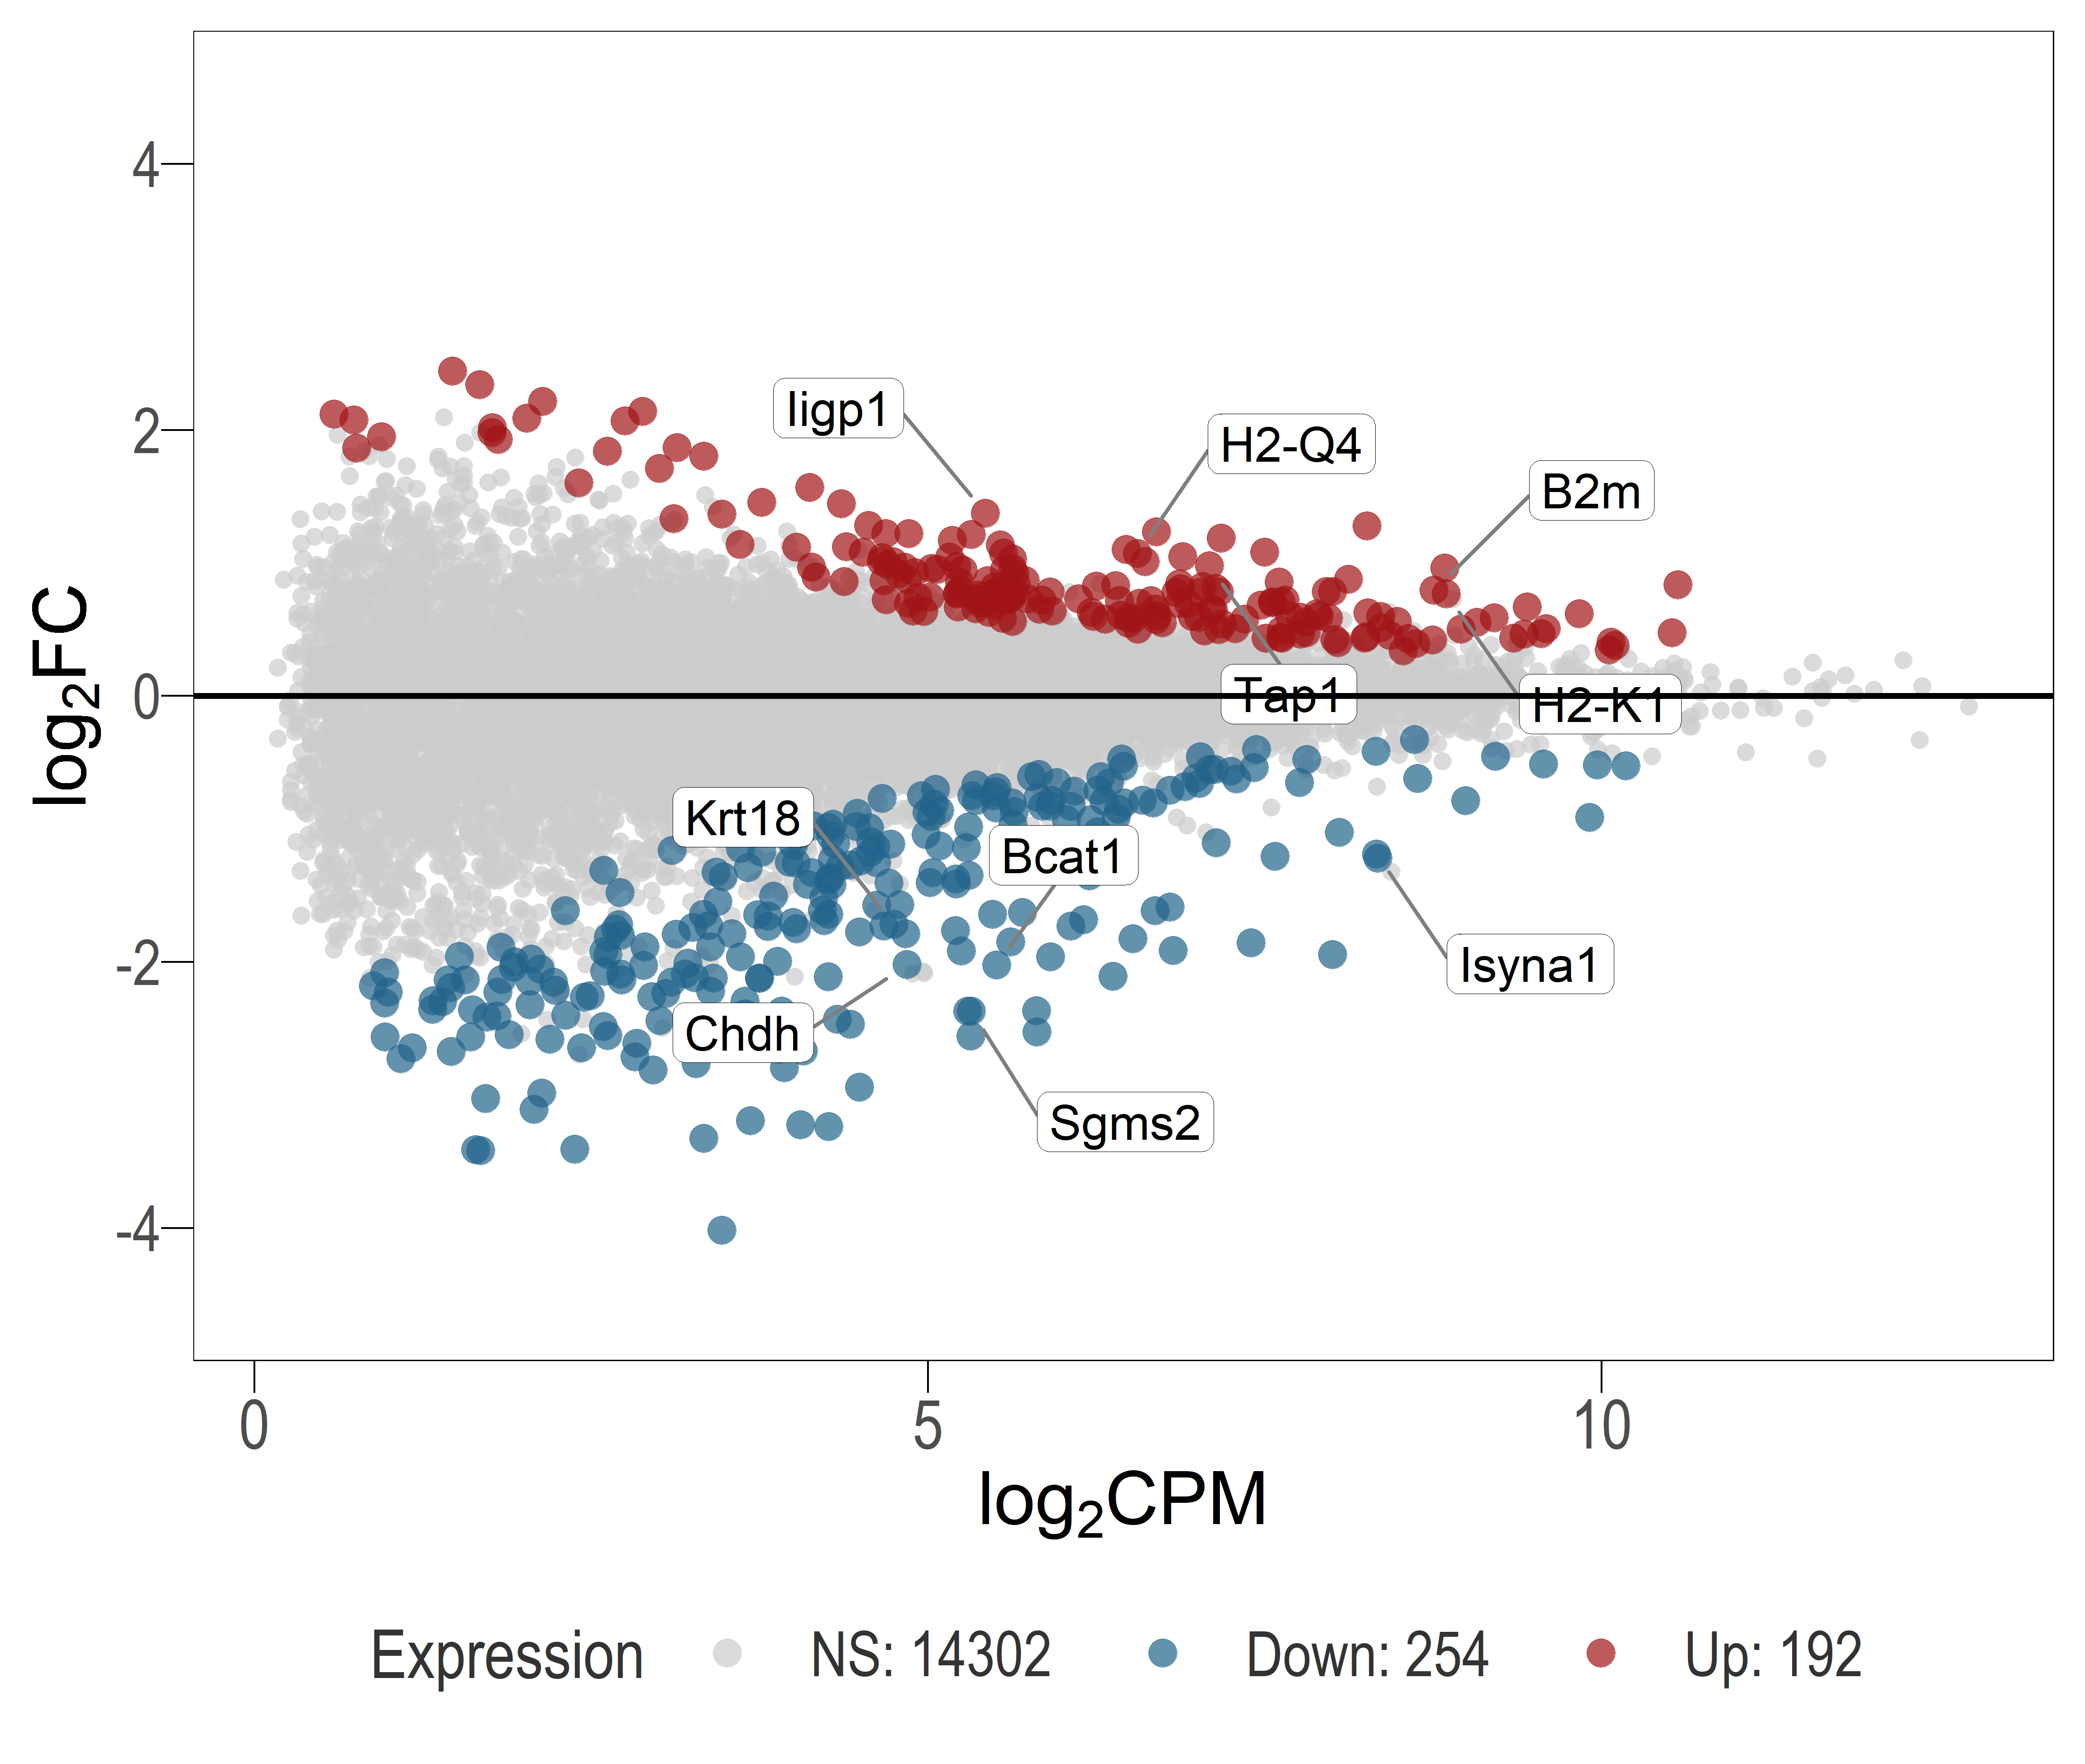 log2FC
4
2
0
-2
-4
Iigp1
H2-Q4
B2m
Tap1
H2-K1
Krt18
Bcat1
Isyna1
Chdh
Sgms2
0
5
10
log2CPM
Expression
NS: 14302
Down: 254
Up: 192